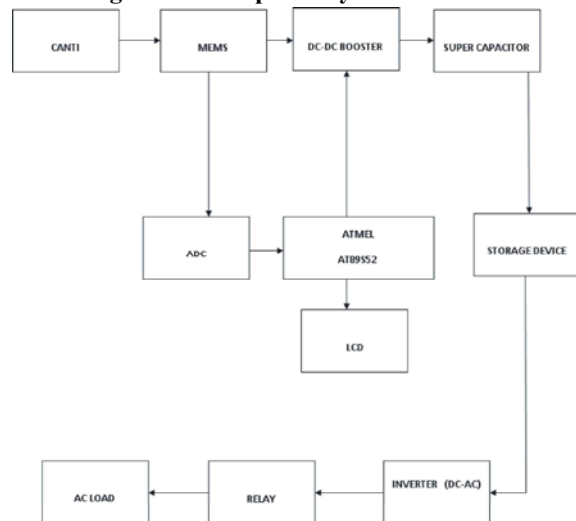 CANTI
MEMS
DC-DC BOOSTER
SUPER CAPACITOR
ADC
ATMEL
AT89S52
STORAGE DEVICE
LCD
AC LOAD
RELAY
INVERTER (DC-AC)